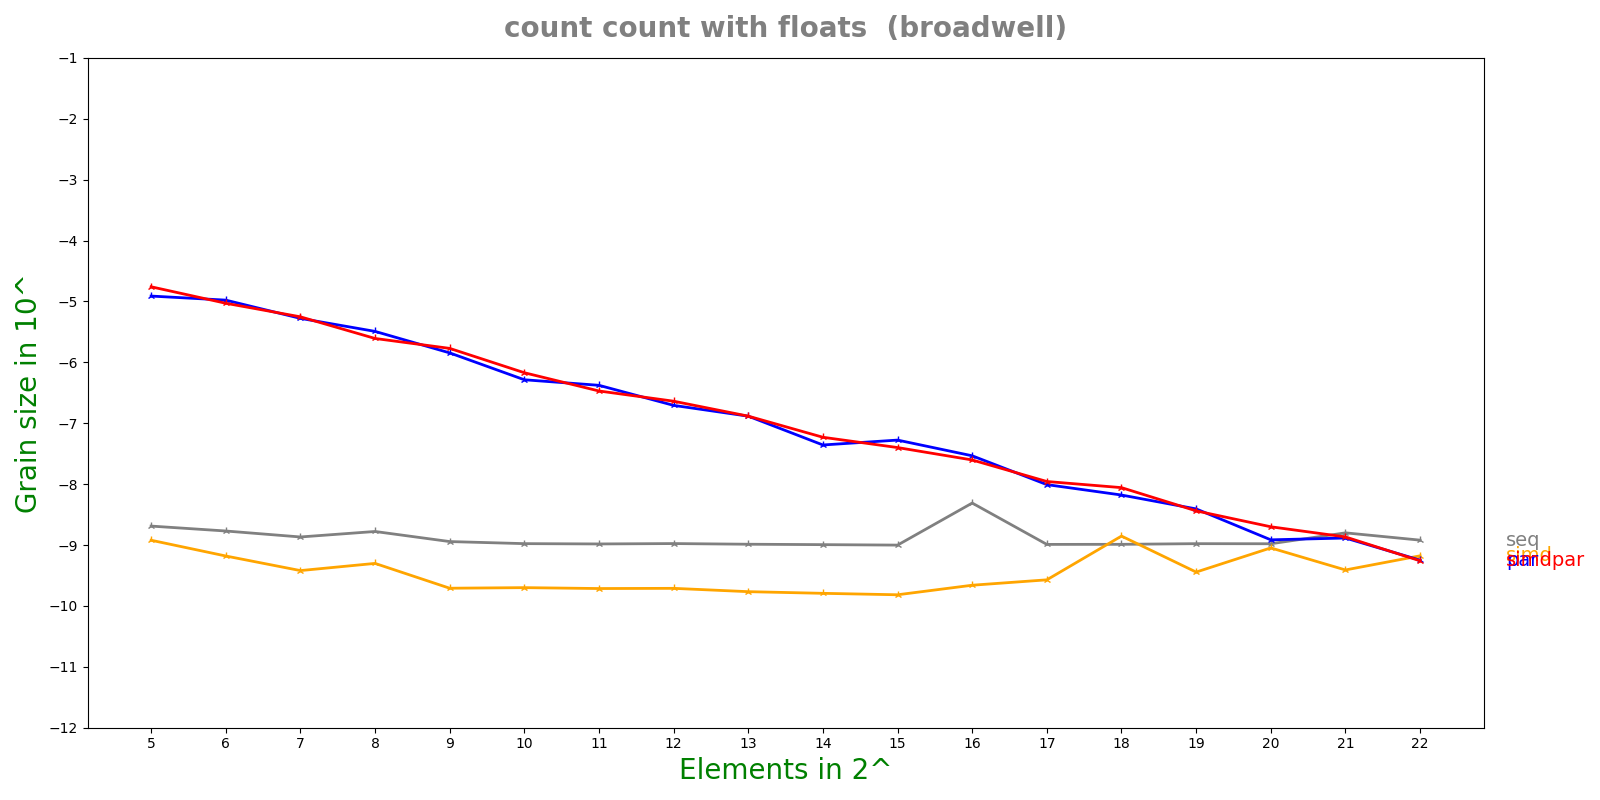 count count with floats  (broadwell)
−1
−2
−3
−4
−5
−6
−7
−8
−9
−10
−11
−12
Grain size in 10^
5 6 7 8 9 10 11 12 13 14 15 16 17 18 19 20 21 22
Elements in 2^
seq
simd
par